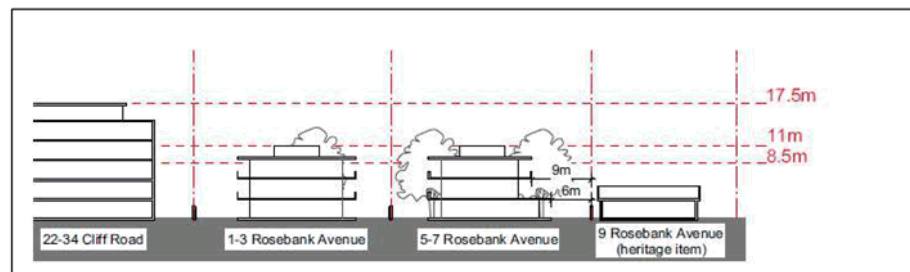 17.5m
11m
8.5m
9m
6m
22-34 Cliff Road
1-3 Rosebank Avenue
5-7 Rosebank Avenue
9 Rosebank Avenue
(heritage item)